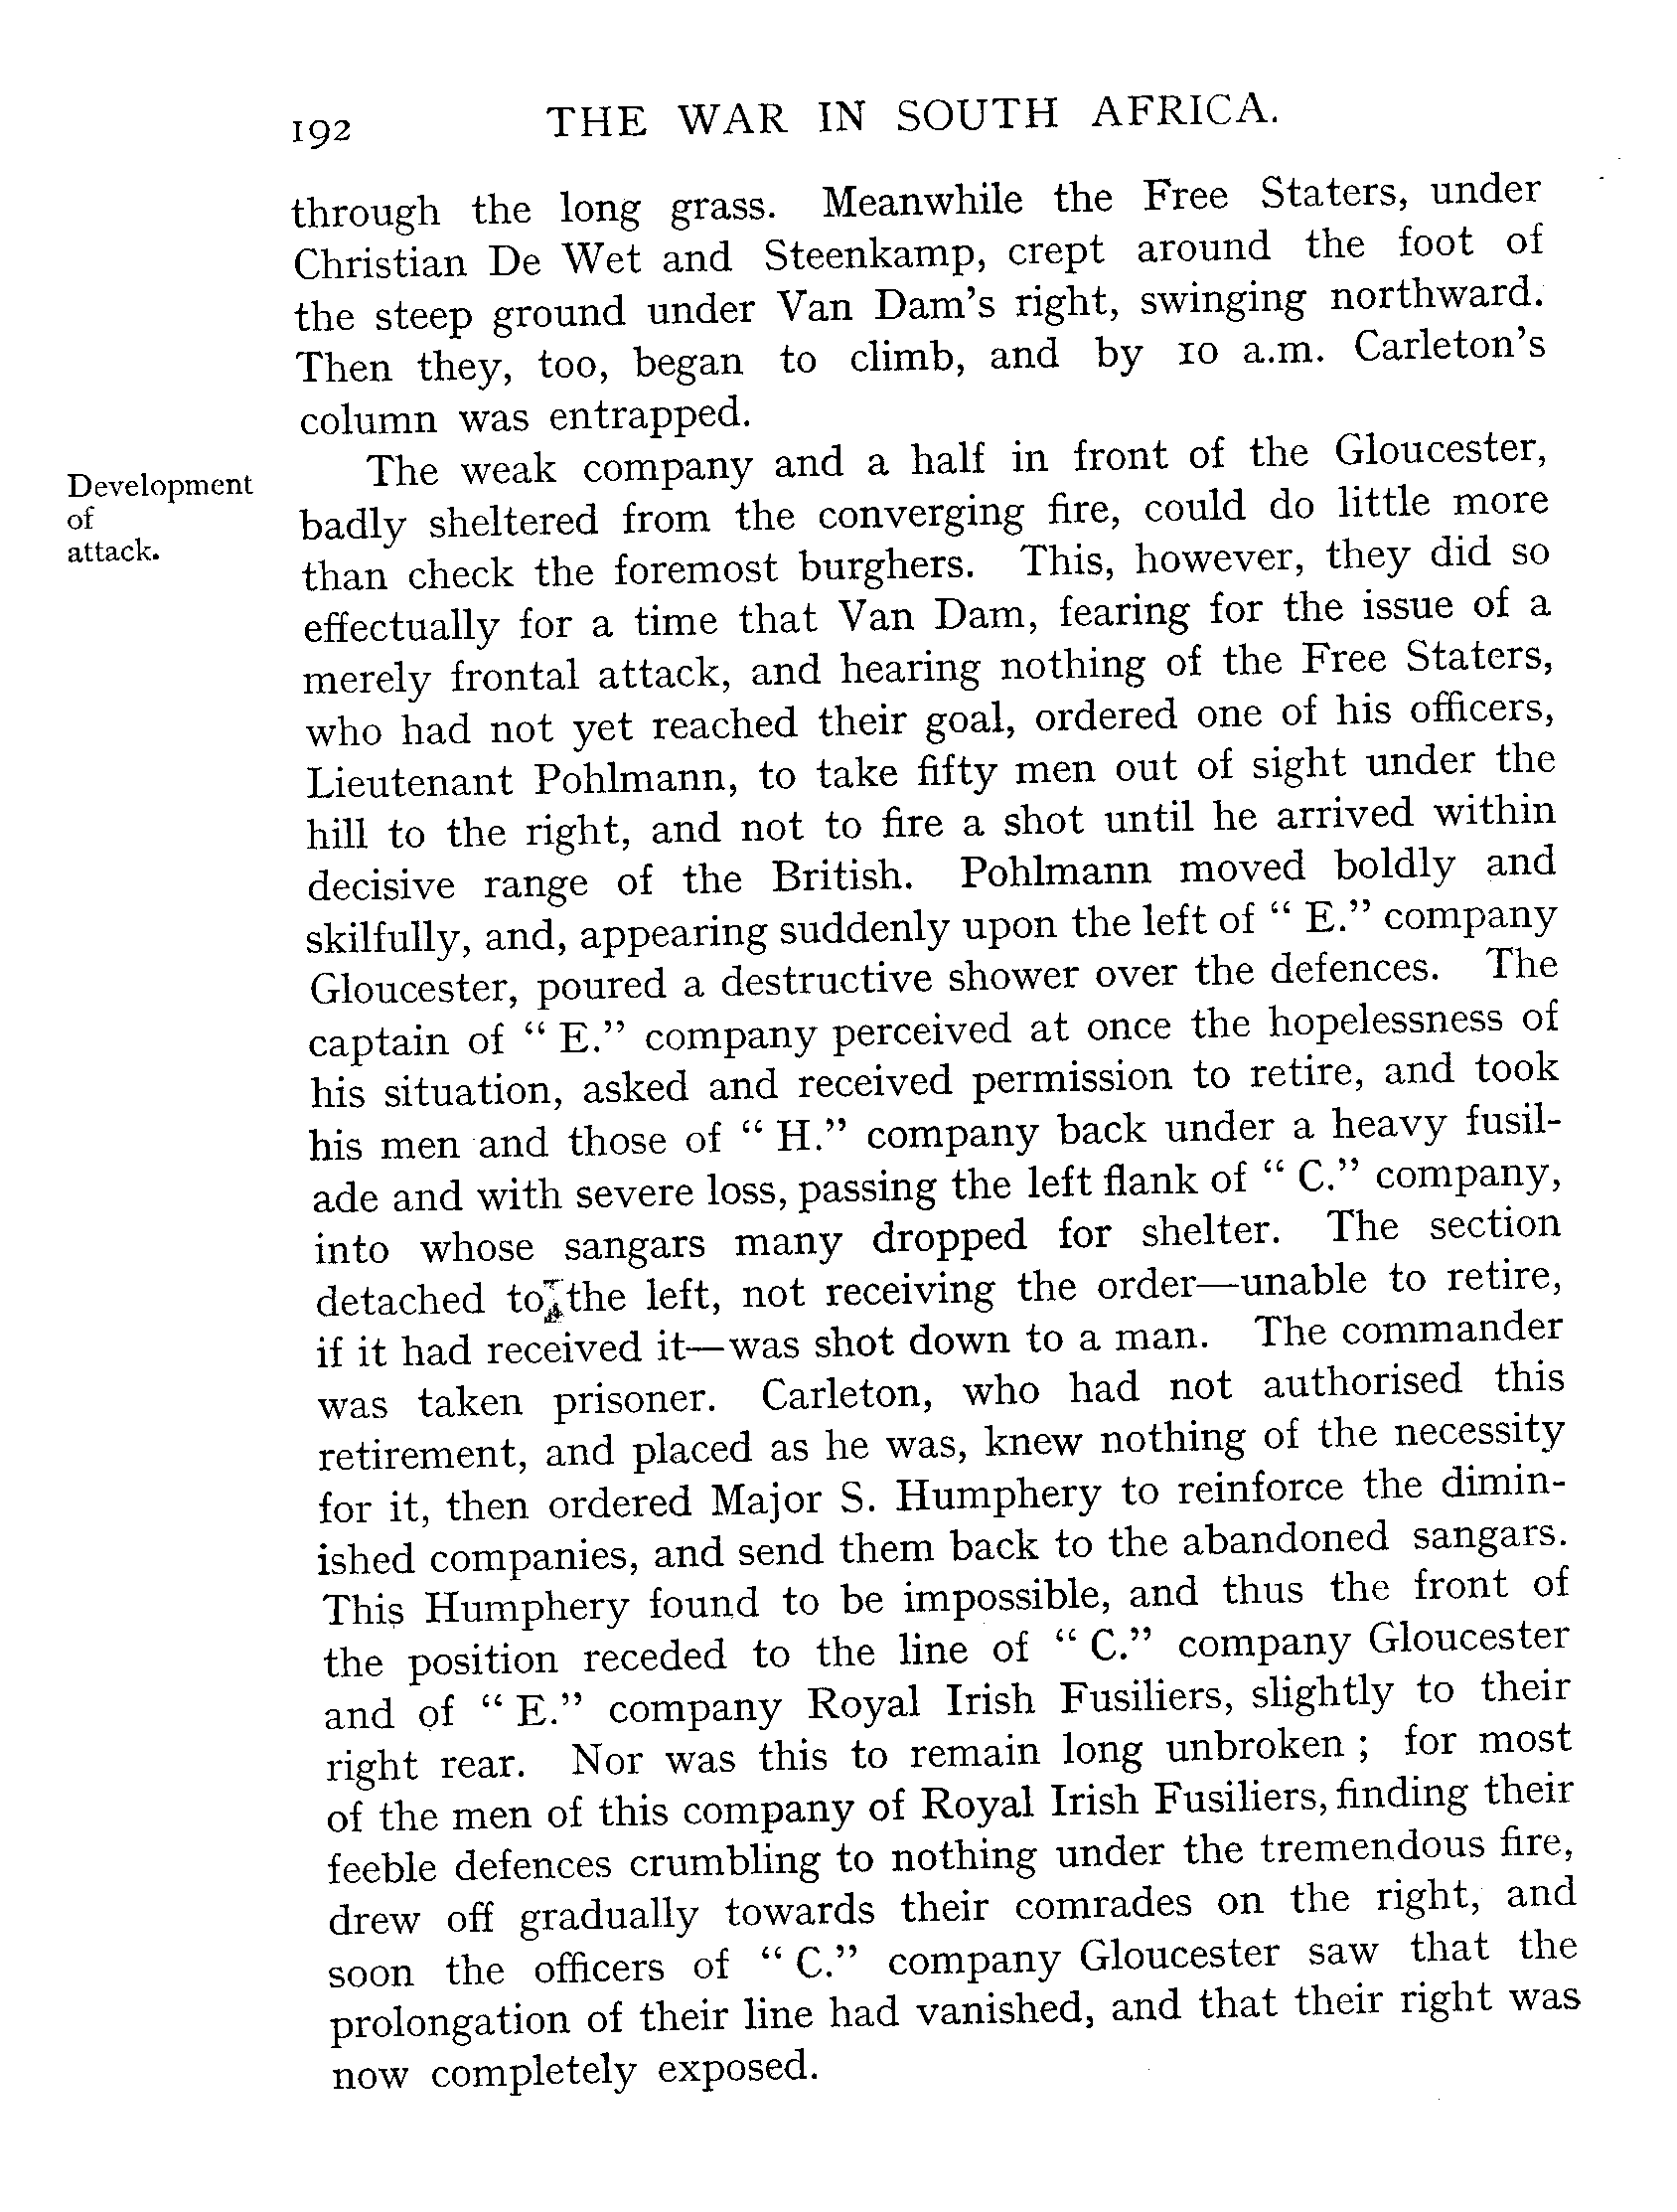 192 THE WAR IN SOUTH AFRICA.
through the long grass. Meanwhile the Free Staters, under
Christian De Wet and Steenkamp, crept around the foot of
the steep ground under Van Dam's right, swinging northward.
Then they, too, began to climb, and by 10 a.m. Carleton's
column was entrapped.
Development
of
attack.
The weak company and a half in front of the Gloucester,
badly sheltered from the converging fire, could do little more
than check the foremost burghers. This, however, they did so
effectually for a time that Van Dam, fearing for the issue of a
merely frontal attack, and hearing nothing of the Free Staters,
who had not yet reached their goal, ordered one of his officers,
Lieutenant Pohlmann, to take fifty men out of sight under the
hill to the right, and not to fire a shot until he arrived within
decisive range of the British. Pohlmann moved boldly and
skilfully, and, appearing suddenly upon the left of " E." company
Gloucester, poured a destructive shower over the defences. The
captain of " E." company perceived at once the hopelessness of
his situation, asked and received permission to retire, and took
his men and those of " H." company back under a heavy fusil-
ade and with severe loss, passing the left flank of " C." company,
into whose sangars many dropped for shelter. The section
detached to the left, not receiving the order—unable to retire,
if it had received it—was shot down to a man. The commander
was taken prisoner. Carleton, who had not authorised this
retirement, and placed as he was, knew nothing of the necessity
for it, then ordered Major S. Humphery to reinforce the dimin-
ished companies, and send them back to the abandoned sangars.
This Humphery found to be impossible, and thus the front of
the position receded to the line of " C." company Gloucester
and of " E." company Royal Irish Fusiliers, slightly to their
right rear. Nor was this to remain long unbroken ; for most
of the men of this company of Royal Irish Fusiliers, finding their
feeble defences crumbling to nothing under the tremendous fire,
drew off gradually towards their comrades on the right, and
soon the officers of " C." company Gloucester saw that the
prolongation of their line had vanished, and that their right was
now completely exposed.